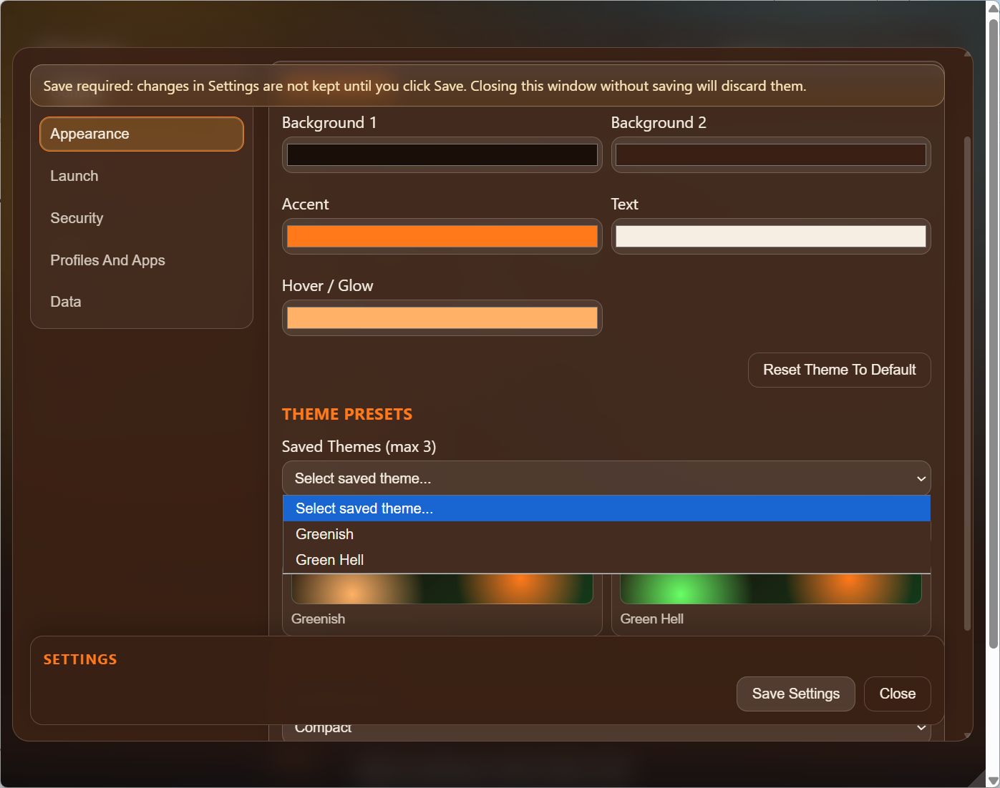 Save required: changes in Settings are not kept until you click Save. Closing this window without saving will discard them.
Appearance
Launch
Security
Profiles And Apps
Data
Background 1
Background 2
Accent
Text
Hover / Glow
Reset Theme To Default
THEME PRESETS
Saved Themes (max 3)
Select saved theme...
Select saved theme...
Greenish
Green Hell
Greenish
Green Hell
SETTINGS
Save Settings
Close
Compact